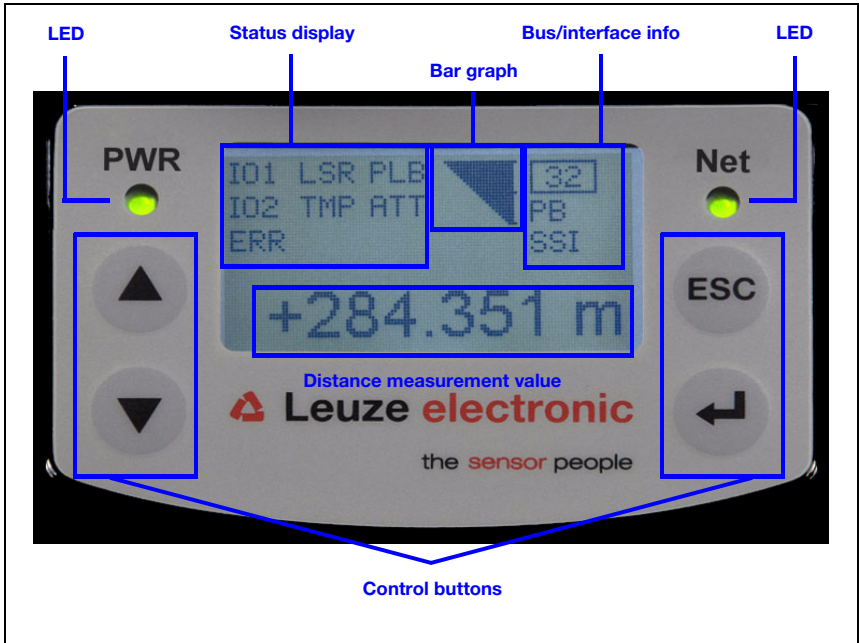 LED
Status display
Bus/interface info
LED
Bar graph
PWR
Net
IO1 LSR PLB
32
IO2 TMP ATT
PB
ERR
SSI
ESC
+284.351 m
Distance measurement value
Leuze electronic
the sensor people
Control buttons